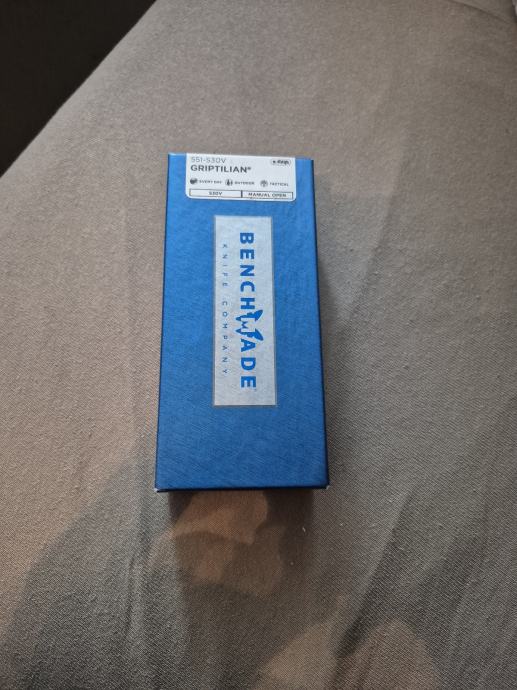 551-S30V
GRIPTILIAN®
EVERY DAY OUTDOOR TACTICAL
S30V MANUAL OPEN
BENCHMADE
KNIFE COMPANY